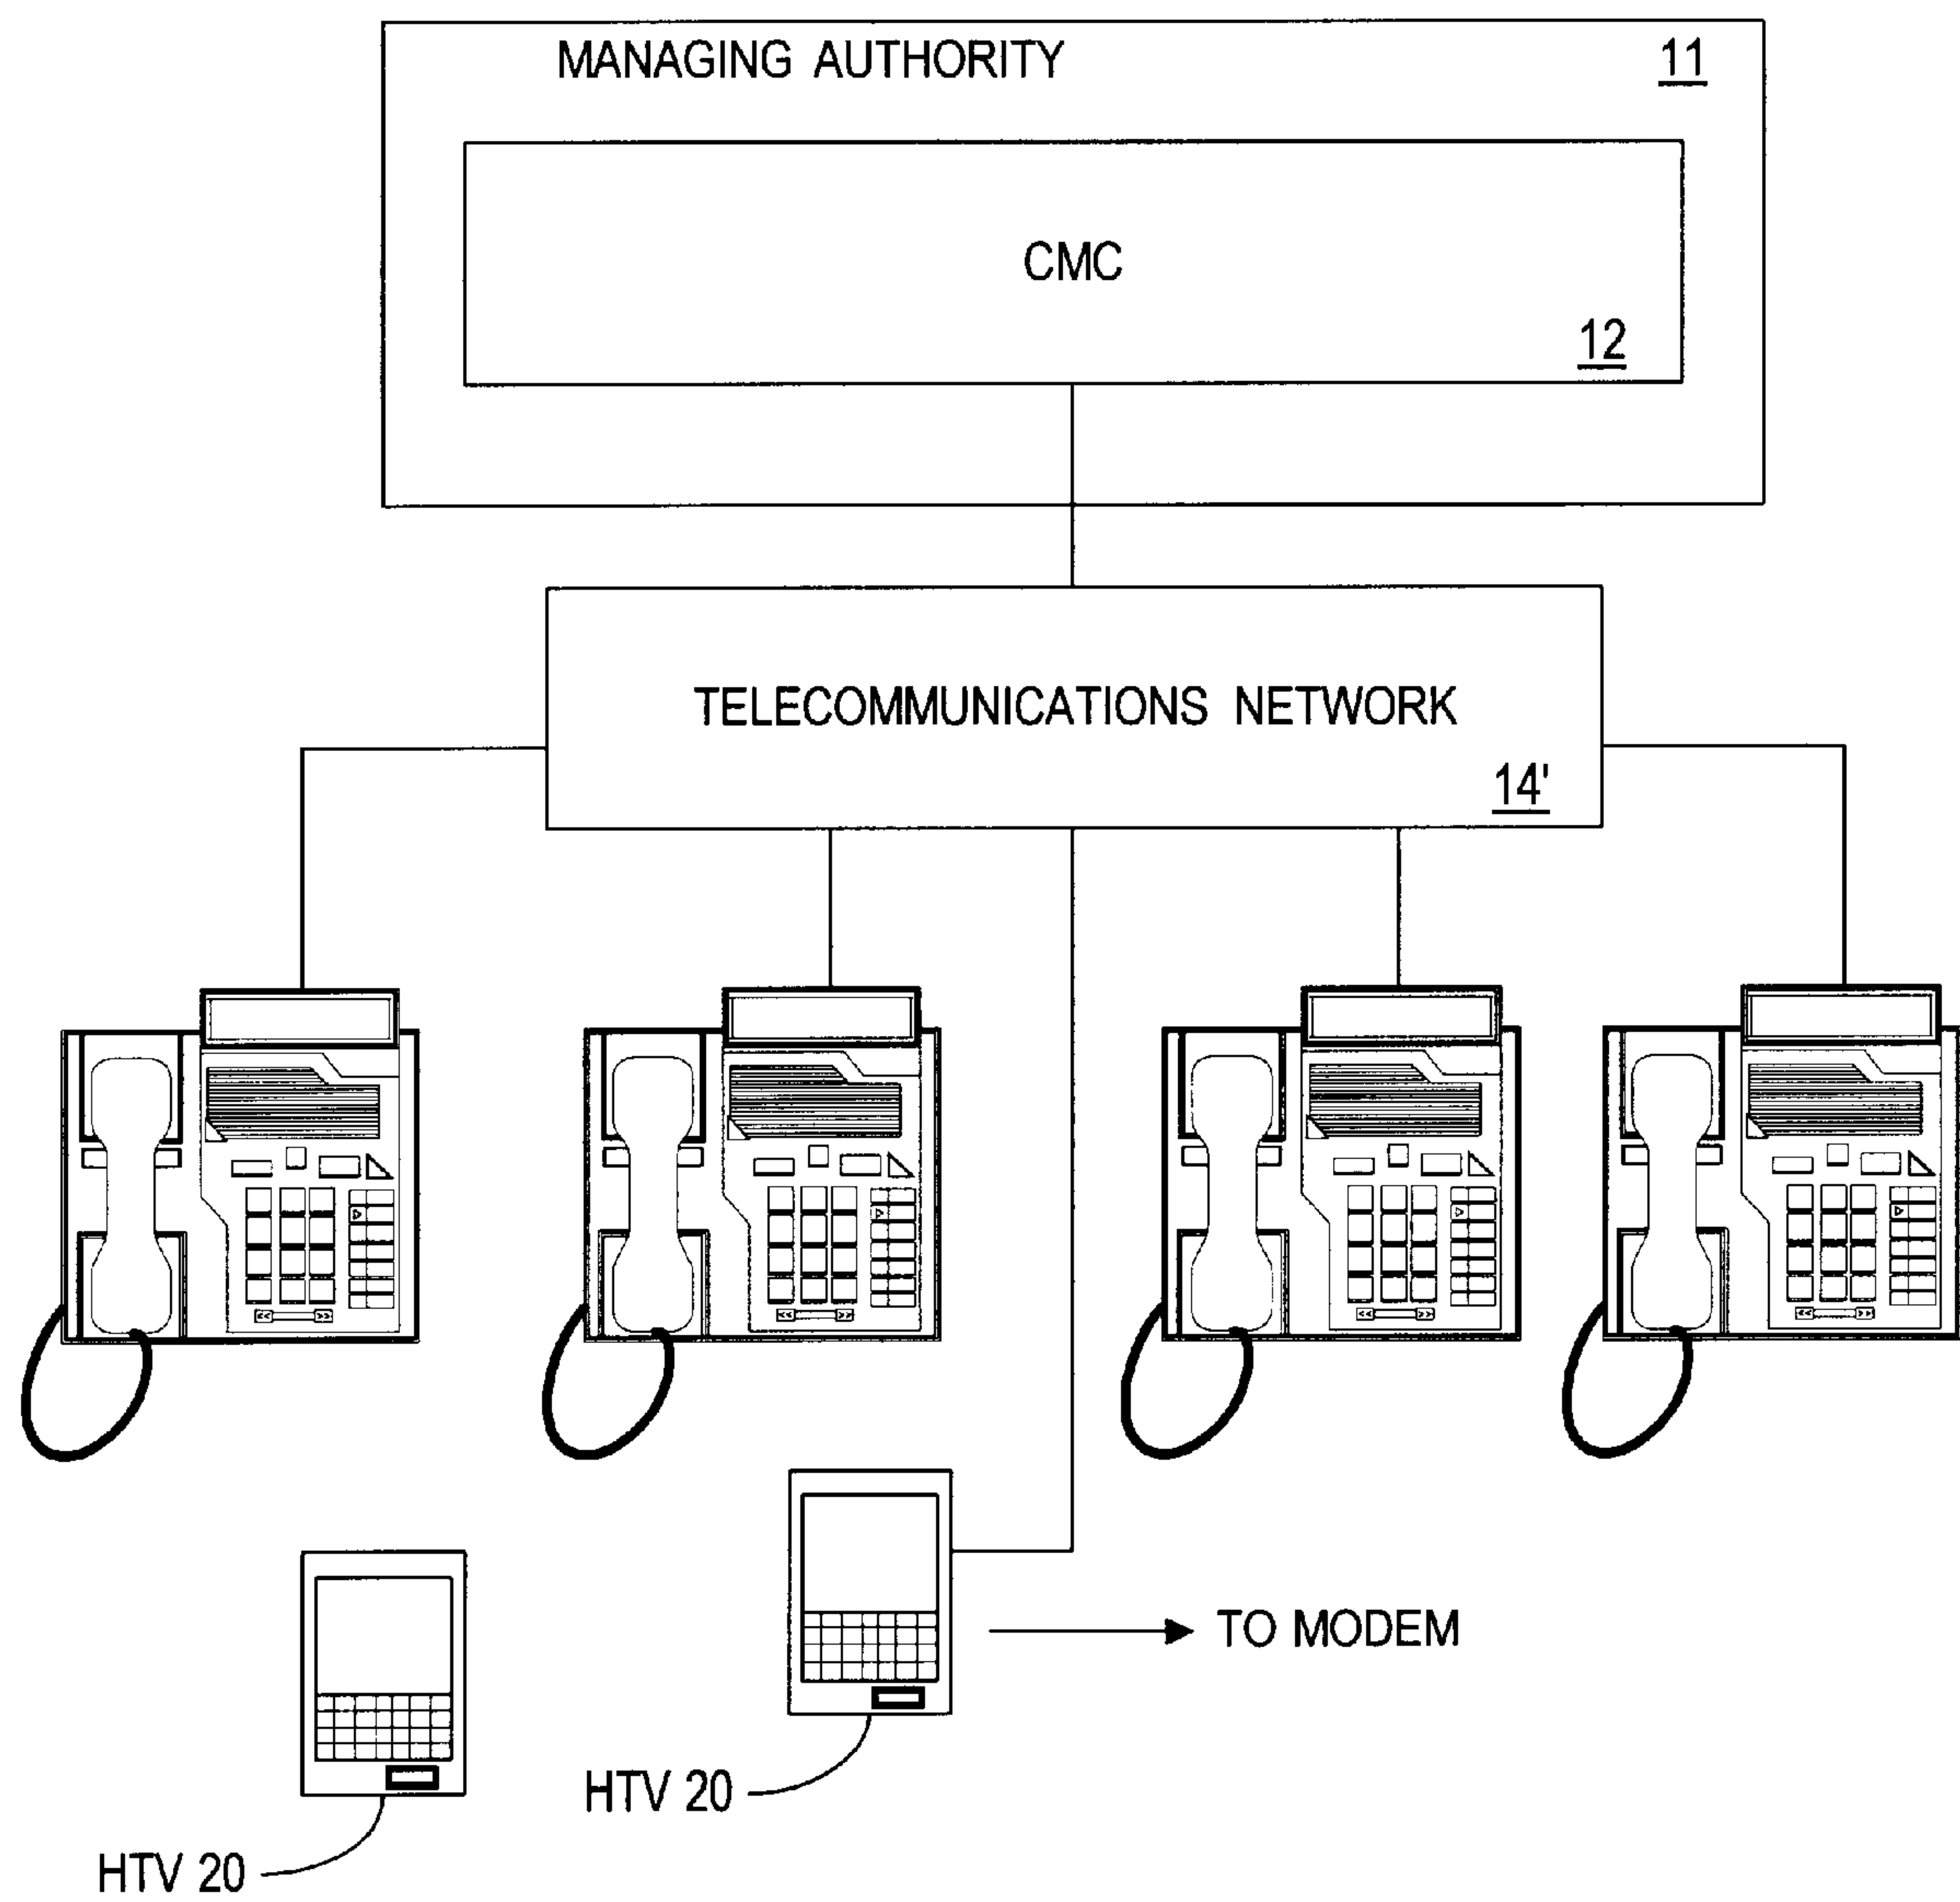 MANAGING AUTHORITY 11
CMC
12
TELECOMMUNICATIONS NETWORK
14'
TO MODEM
HTV 20
HTV 20